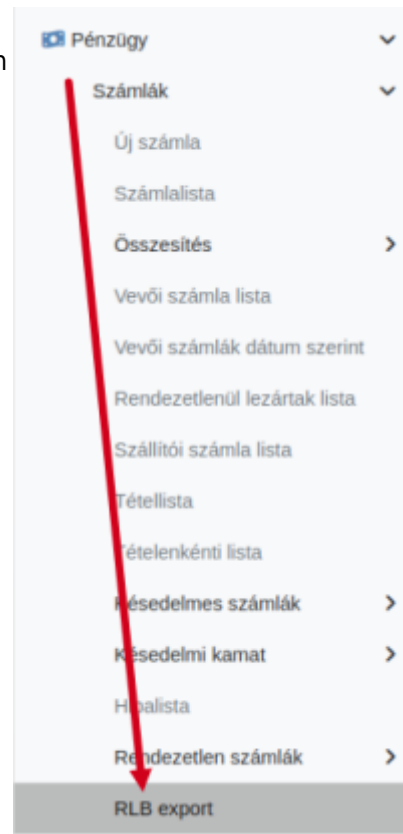 Pénzügy
Számlák
Új számla
Számlalista
Összesítés
Vevői számla lista
Vevői számlák dátum szerint
Rendezetlenül lezártak lista
Szállítói számla lista
Tétellista
Tételenkénti lista
Késedelmes számlák
Késedelmi kamat
Hibalista
Rendezetlen számlák
RLB export